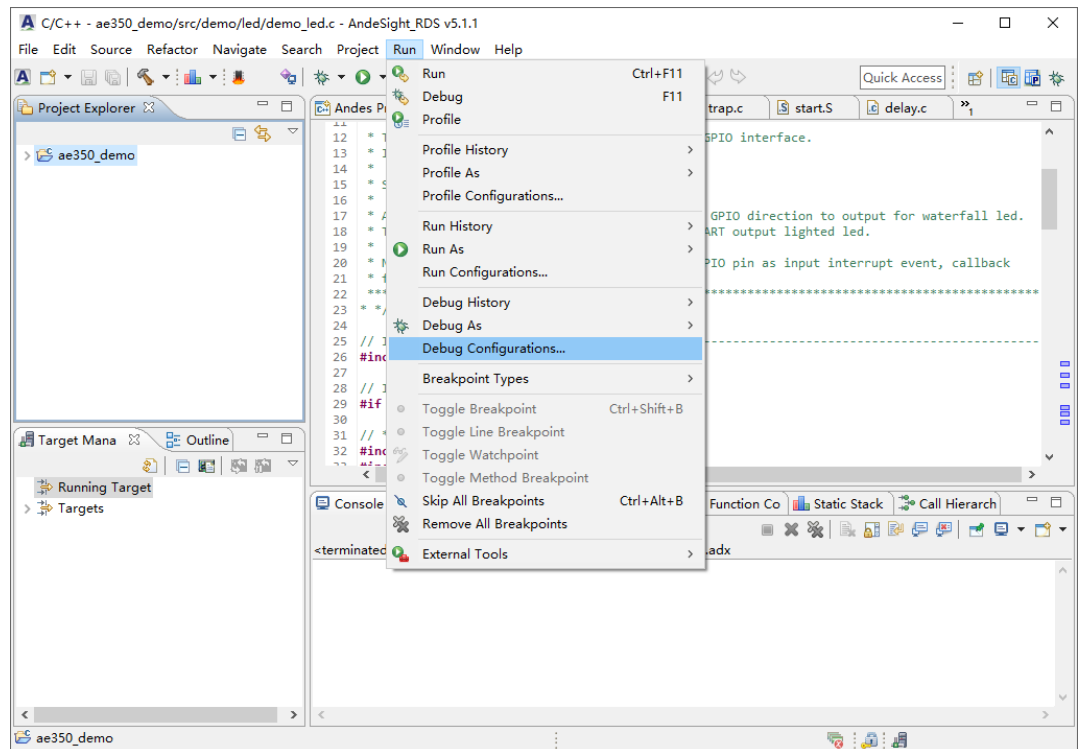 C/C++ - ae350_demo/src/demo/led/demo_led.c - AndeSight_RDS v5.1.1
File Edit Source Refactor Navigate Search Project Run Window Help
Quick Access
Project Explorer
ae350_demo
Target Mana
Outline
Running Target
Targets
Run Ctrl+F11
Debug F11
Profile
Profile History
Profile As
Profile Configurations...
Run History
Run As
Run Configurations...
Debug History
Debug As
Debug Configurations...
Breakpoint Types
Toggle Breakpoint Ctrl+Shift+B
Toggle Line Breakpoint
Toggle Watchpoint
Toggle Method Breakpoint
Skip All Breakpoints Ctrl+Alt+B
Remove All Breakpoints
External Tools
Andes P
trap.c
start.S
delay.c
»1
12 * T GPIO interface.
13 * I
14 *
15 * S
16 *
17 * A GPIO direction to output for waterfall led.
18 * T ART output lighted led.
19 *
20 * N PIO pin as input interrupt event, callback
21 * f
22 *** *********************************************
23 * */
24
25 // I ------------------------------------------
26 #inc
27
28 // I
29 #if
30
31 // *
32 #inc
Console
Function Co
Static Stack
Call Hierarch
<terminated .adx
ae350_demo